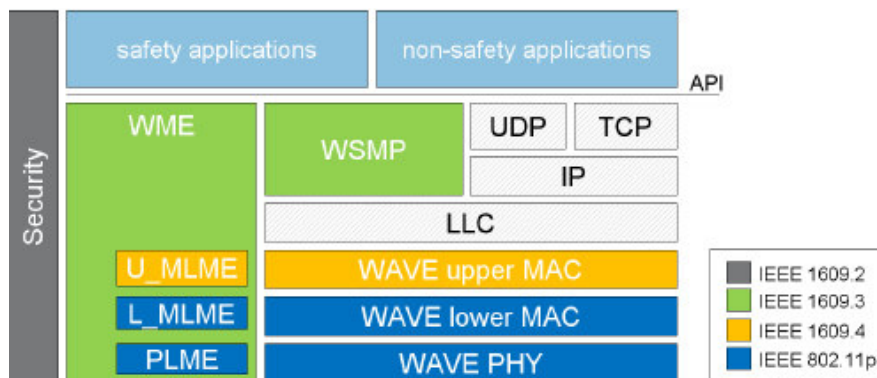 Security
safety applications
non-safety applications
API
WME
WSMP
UDP
TCP
IP
LLC
U_MLME
WAVE upper MAC
L_MLME
WAVE lower MAC
PLME
WAVE PHY
IEEE 1609.2
IEEE 1609.3
IEEE 1609.4
IEEE 802.11p